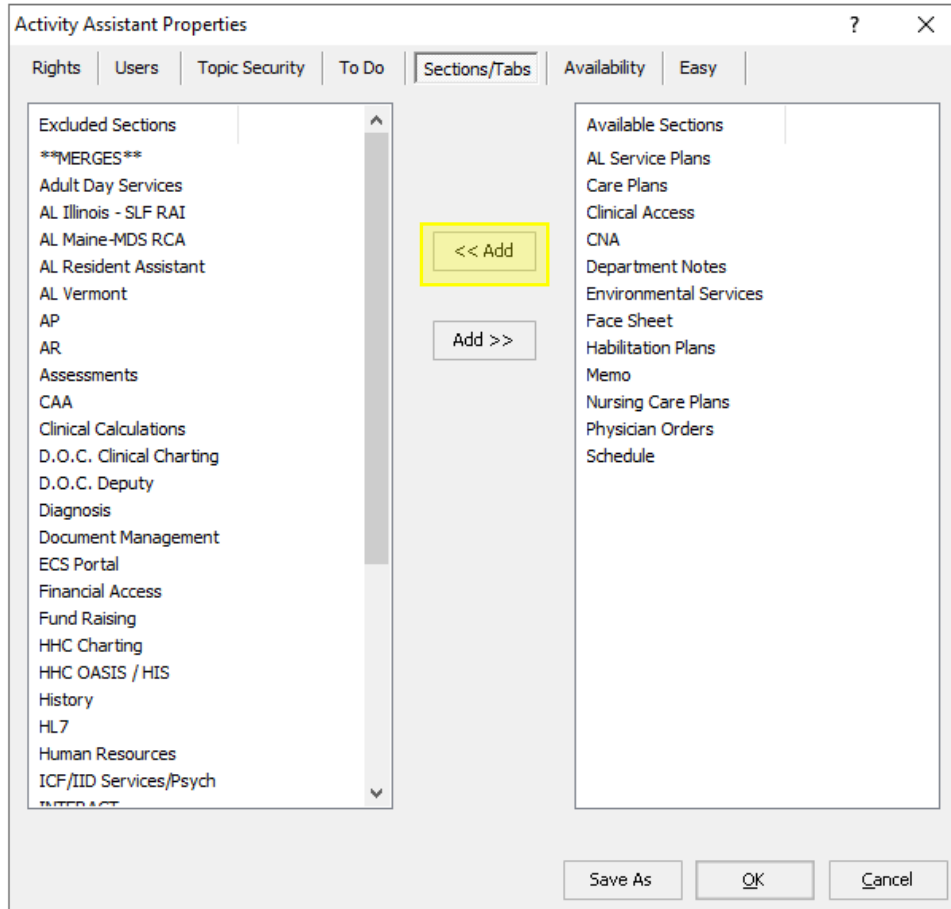 Activity Assistant Properties ? X
Rights Users Topic Security To Do Sections/Tabs Availability Easy
Excluded Sections
**MERGES**
Adult Day Services
AL Illinois - SLF RAI
AL Maine-MDS RCA
AL Resident Assistant
AL Vermont
AP
AR
Assessments
CAA
Clinical Calculations
D.O.C. Clinical Charting
D.O.C. Deputy
Diagnosis
Document Management
ECS Portal
Financial Access
Fund Raising
HHC Charting
HHC OASIS / HIS
History
HL7
Human Resources
ICF/IID Services/Psych
INTERACT
<< Add
Add >>
Available Sections
AL Service Plans
Care Plans
Clinical Access
CNA
Department Notes
Environmental Services
Face Sheet
Habilitation Plans
Memo
Nursing Care Plans
Physician Orders
Schedule
Save As OK Cancel